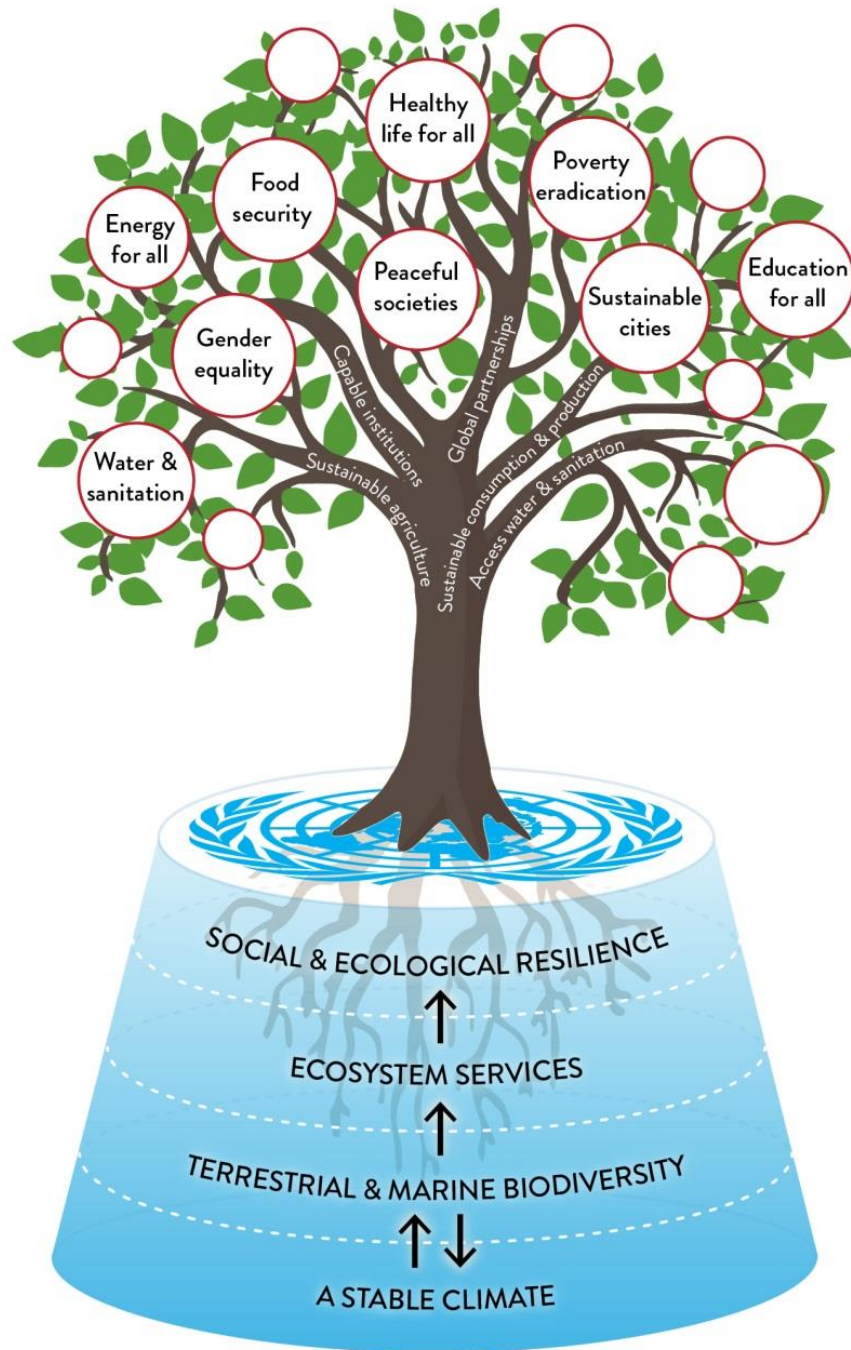 Healthy
life for all
Food
security
Poverty
eradication
Energy
for all
Peaceful
societies
Education
for all
Sustainable
cities
Gender
equality
Water &
sanitation
Capable institutions
Global partnerships
Sustainable agriculture
Sustainable consumption & production
Access water & sanitation
SOCIAL & ECOLOGICAL RESILIENCE
ECOSYSTEM SERVICES
TERRESTRIAL & MARINE BIODIVERSITY
A STABLE CLIMATE